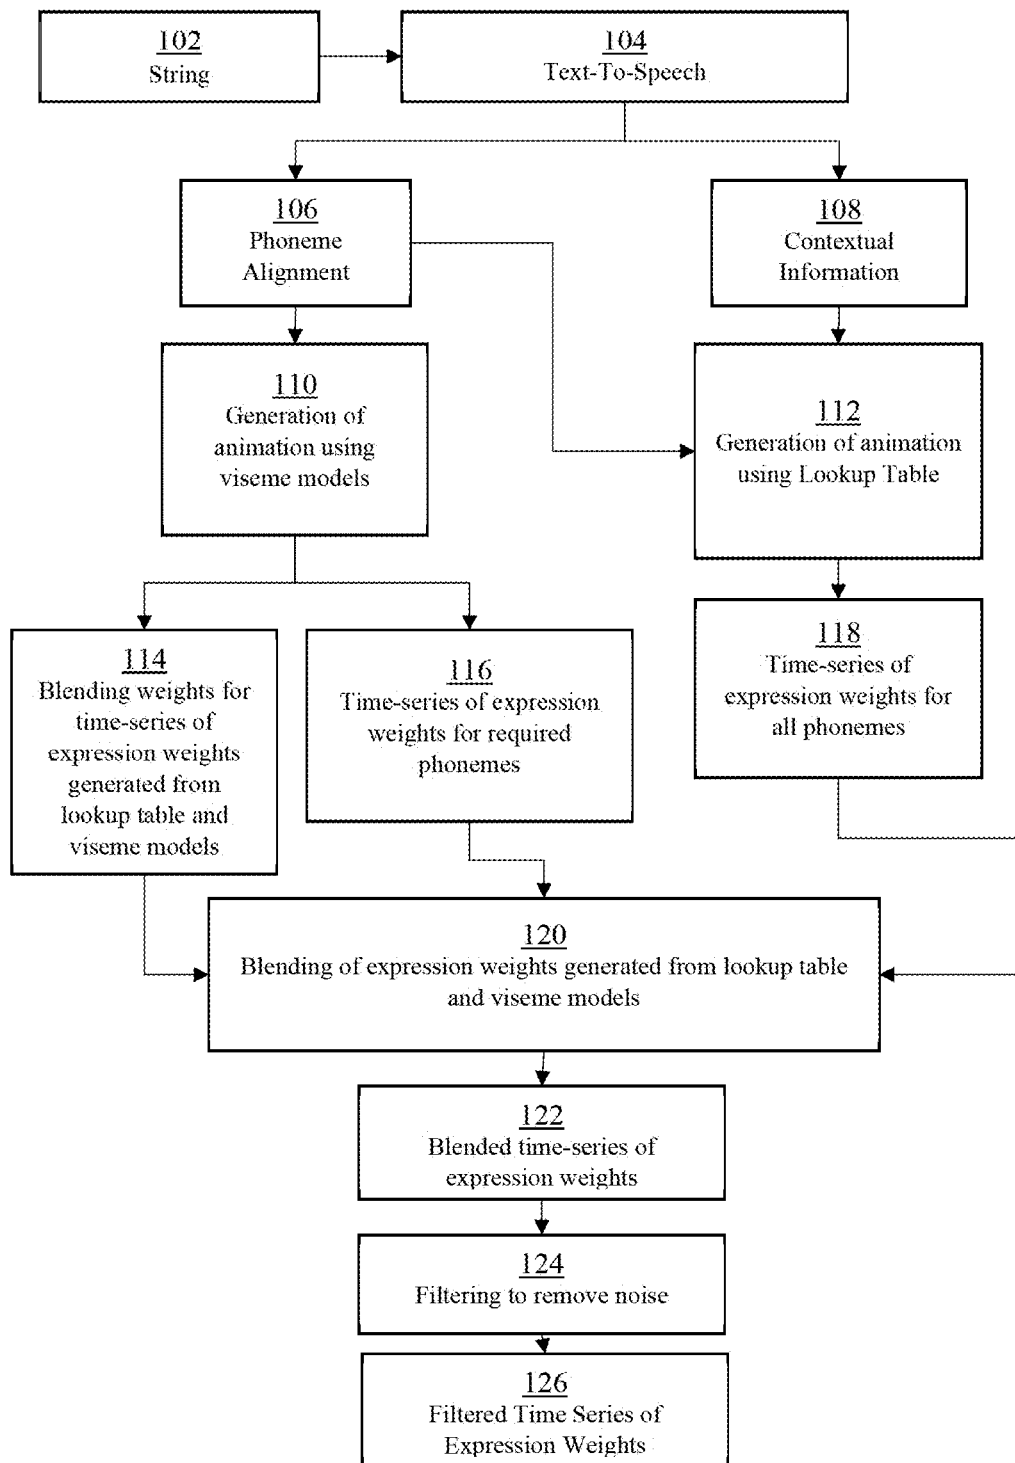 102
String
104
Text-To-Speech
106
Phoneme
Alignment
108
Contextual
Information
110
Generation of
animation using
viseme models
112
Generation of animation
using Lookup Table
114
Blending weights for
time-series of
expression weights
generated from
lookup table and
viseme models
116
Time-series of expression
weights for required
phonemes
118
Time-series of
expression weights for
all phonemes
120
Blending of expression weights generated from lookup table
and viseme models
122
Blended time-series of
expression weights
124
Filtering to remove noise
126
Filtered Time Series of
Expression Weights